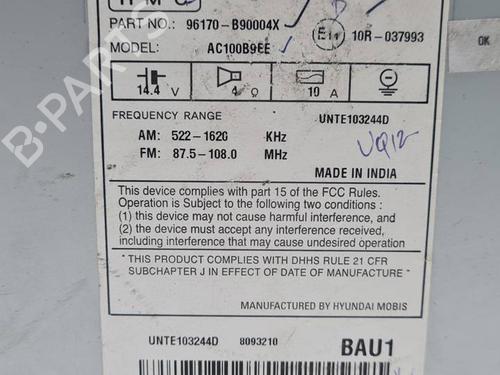 HMC
PART NO.: 96170-B90004X
MODEL: AC100B9EE
E11 10R-037993
OK
14.4 V 4 Ω 10 A
FREQUENCY RANGE
UNTE103244D
AM: 522-1620 KHz
FM: 87.5-108.0 MHz
VQ12
MADE IN INDIA
This device complies with part 15 of the FCC Rules.
Operation is Subject to the following two conditions :
(1) this device may not cause harmful interference, and
(2) the device must accept any interference received,
including interference that may cause undesired operation
" THIS PRODUCT COMPLIES WITH DHHS RULE 21 CFR
SUBCHAPTER J IN EFFECT OF DATE OF MANUFACTURE "
MANUFACTURED BY HYUNDAI MOBIS
UNTE103244D 8093210 BAU1
B-PARTS